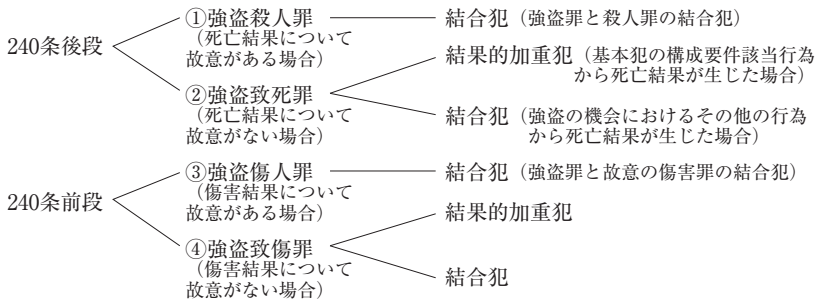 240条後段
①強盗殺人罪
（死亡結果について
故意がある場合）
結合犯（強盗罪と殺人罪の結合犯）
②強盗致死罪
（死亡結果について
故意がない場合）
結果的加重犯（基本犯の構成要件該当行為
から死亡結果が生じた場合）
結合犯（強盗の機会におけるその他の行為
から死亡結果が生じた場合）
240条前段
③強盗傷人罪
（傷害結果について
故意がある場合）
結合犯（強盗罪と故意の傷害罪の結合犯）
④強盗致傷罪
（傷害結果について
故意がない場合）
結果的加重犯
結合犯